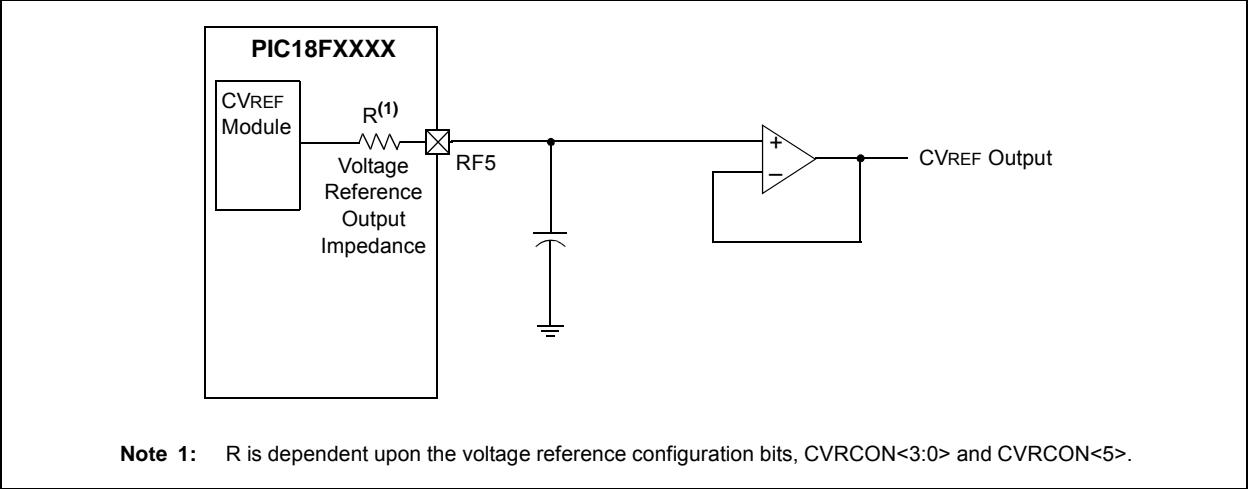 PIC18FXXXX
CVREF
Module
R(1)
Voltage
Reference
Output
Impedance
RF5
+
–
CVREF Output
Note 1: R is dependent upon the voltage reference configuration bits, CVRCON<3:0> and CVRCON<5>.